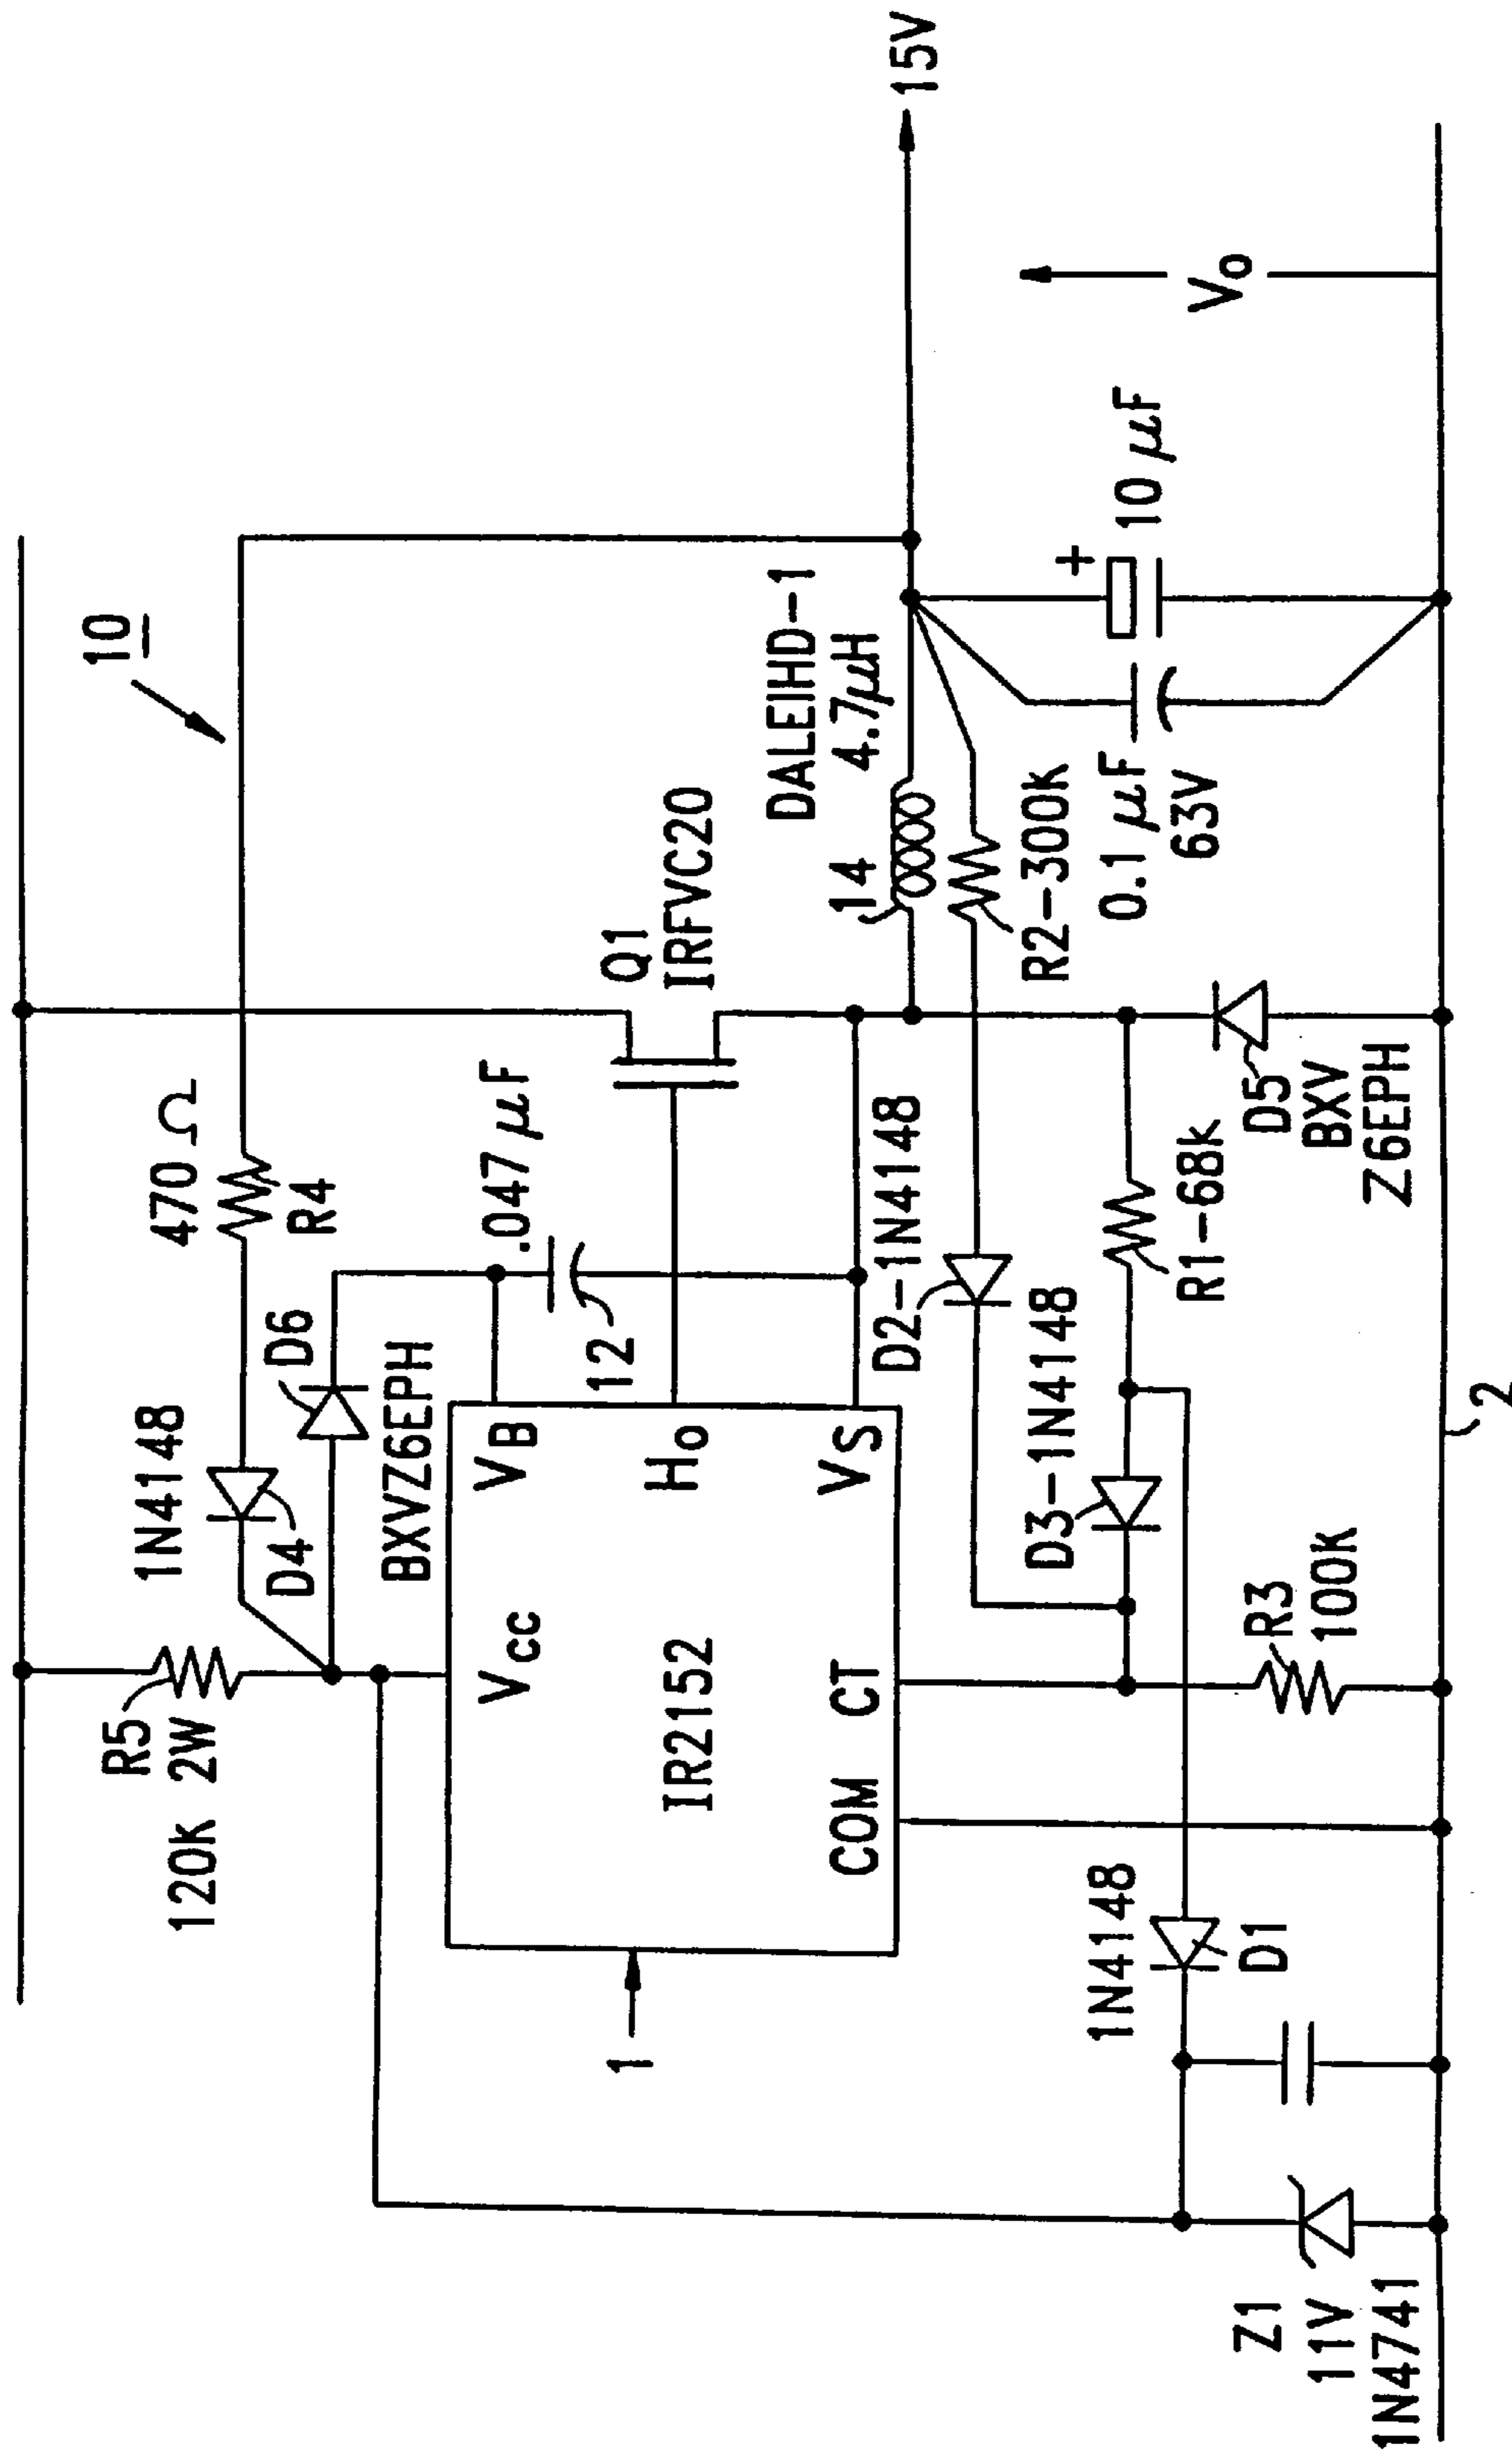 10
15V
470 Ω
R4
1N4148
D4
D6
BXVZ6EPH
R5
120K 2W
Q1
IRFVC20
.047 µF
12
DALEIHD-1
4.7µH
14
VCC
VB
HO
VS
IR2152
COM CT
1
D2-1N4148
R2-300K
0.1 µF
63V
+
10 µF
VO
D3-1N4148
R1-68k
D5
BXV
Z6EPH
R3
100K
1N4148
D1
Z1
11V
1N4741
2